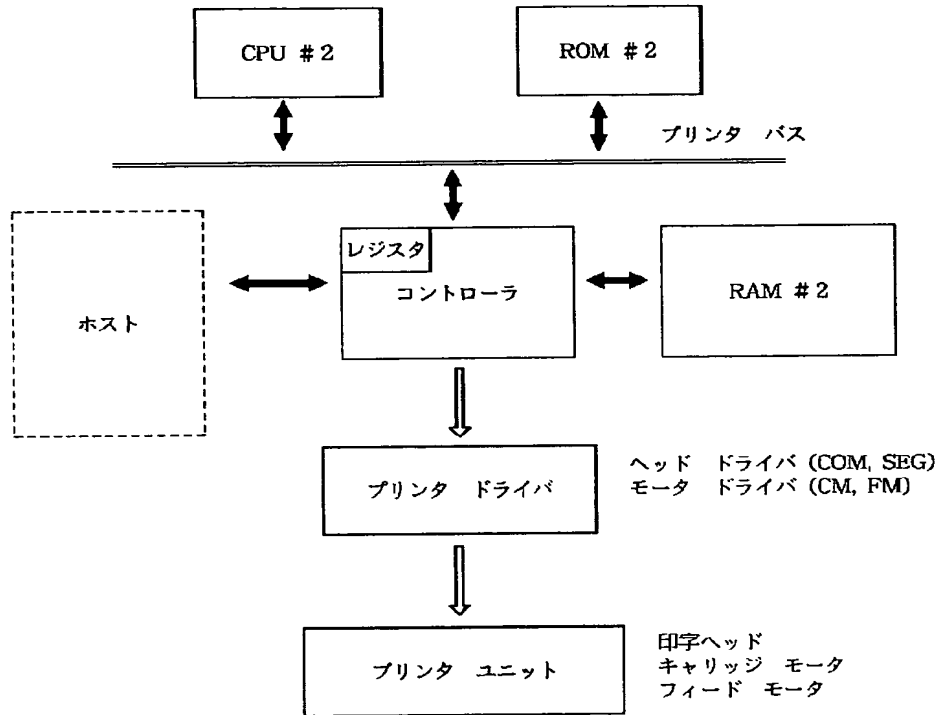 CPU #2
ROM #2
プリンタ バス
レジスタ
コントローラ
ホスト
RAM #2
プリンタ ドライバ
ヘッド ドライバ (COM, SEG)
モータ ドライバ (CM, FM)
プリンタ ユニット
印字ヘッド
キャリッジ モータ
フィード モータ